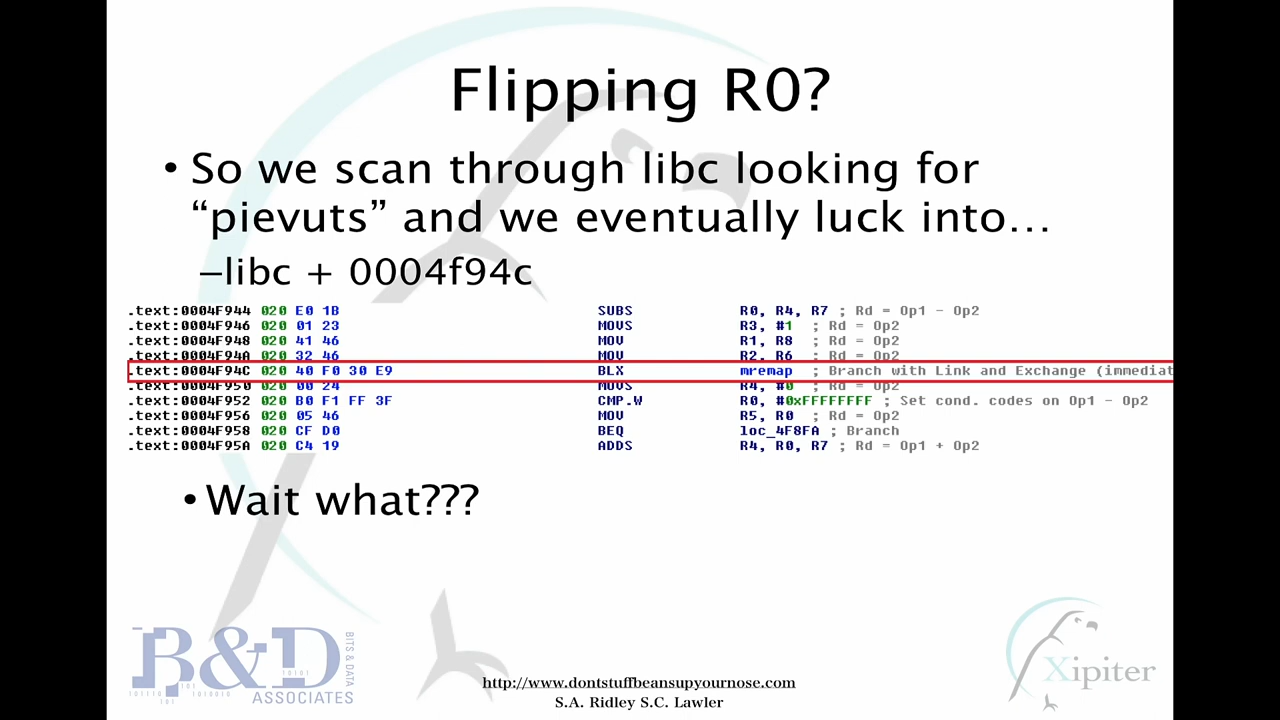 Flipping R0?
• So we scan through libc looking for
“pievuts” and we eventually luck into…
–libc + 0004f94c
.text:0004F944 020 E0 1B SUBS R0, R4, R7 ; Rd = Op1 - Op2
.text:0004F946 020 01 23 MOVS R3, #1 ; Rd = Op2
.text:0004F948 020 41 46 MOV R1, R8 ; Rd = Op2
.text:0004F94A 020 32 46 MOV R2, R6 ; Rd = Op2
.text:0004F94C 020 40 F0 30 E9 BLX mremap ; Branch with Link and Exchange (immediat
.text:0004F950 020 00 24 MOVS R4, #0 ; Rd = Op2
.text:0004F952 020 B0 F1 FF 3F CMP.W R0, #0xFFFFFFFF ; Set cond. codes on Op1 - Op2
.text:0004F956 020 05 46 MOV R5, R0 ; Rd = Op2
.text:0004F958 020 CF D0 BEQ loc_4F8FA ; Branch
.text:0004F95A 020 C4 19 ADDS R4, R0, R7 ; Rd = Op1 + Op2
• Wait what???
B&D
ASSOCIATES
BITS & DATA
Xipiter
http://www.dontstuffbeansupyournose.com
S.A. Ridley S.C. Lawler